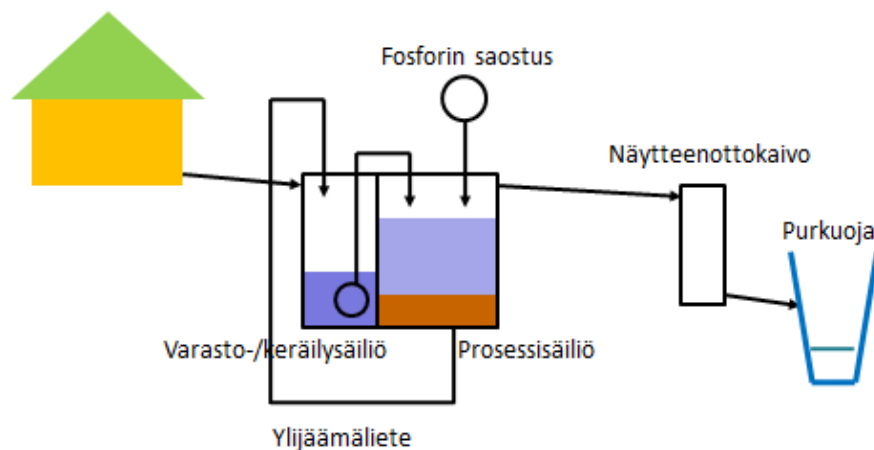 Fosforin saostus
Näytteenottokaivo
Purkuoja
Varasto-/keräilysäiliö
Prosessisäiliö
Ylijäämäliete